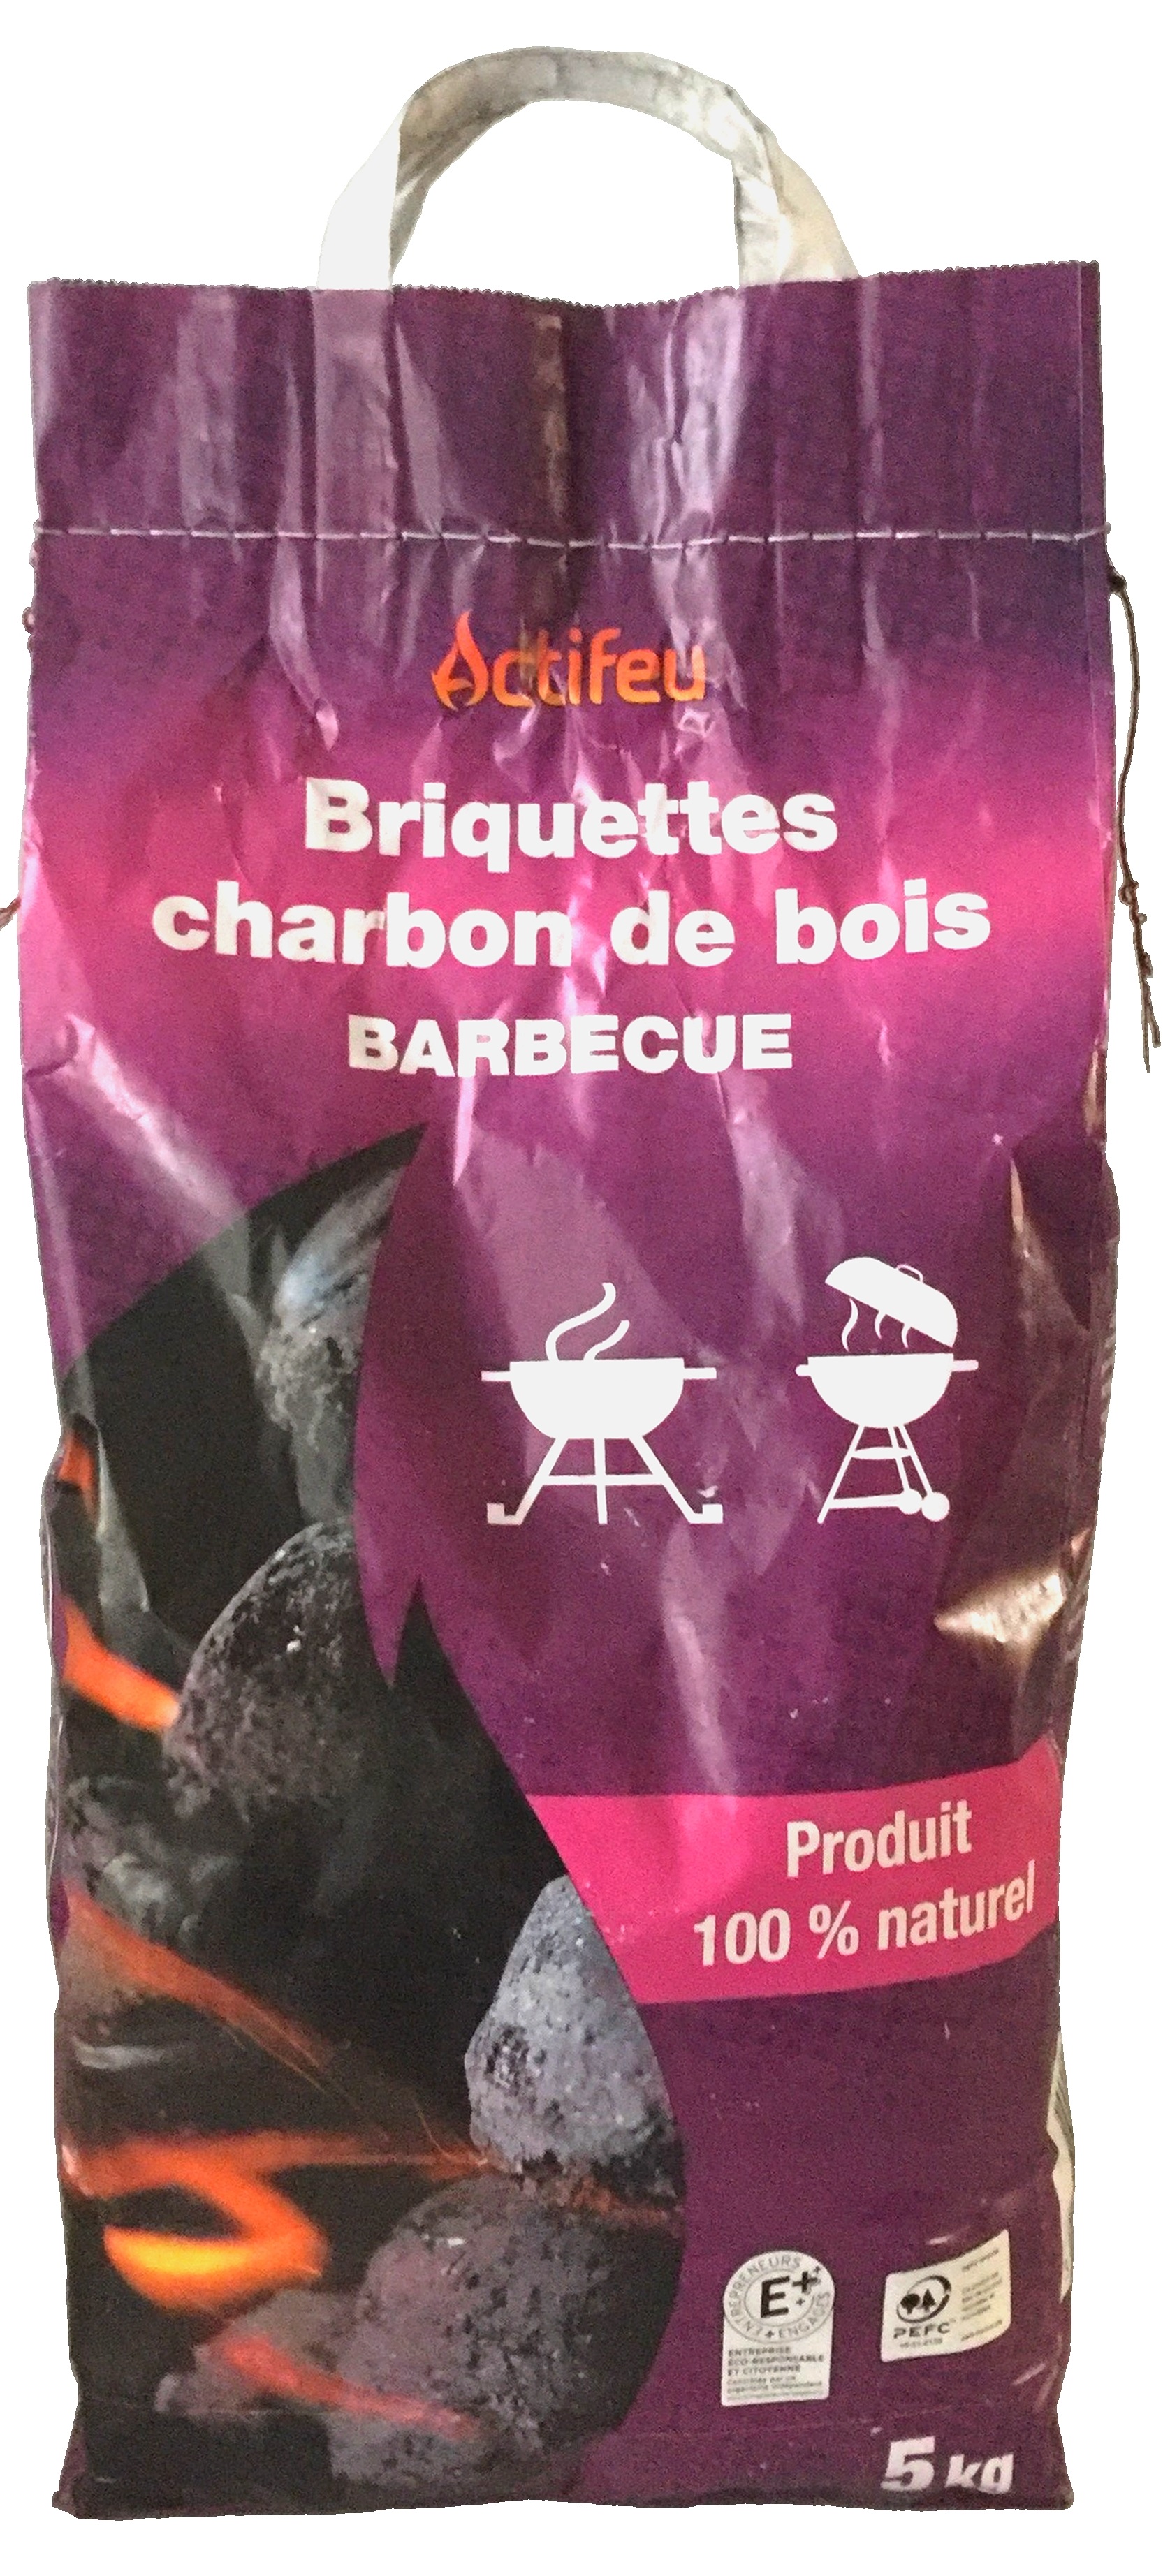 Actifeu
Briquettes
charbon de bois
BARBECUE
Produit
100 % naturel
ENTREPRENEURS
E+
+ ENGAGÉS
ENTREPRISE
ÉCO-RESPONSABLE
ET CITOYENNE
PEFC
5 kg